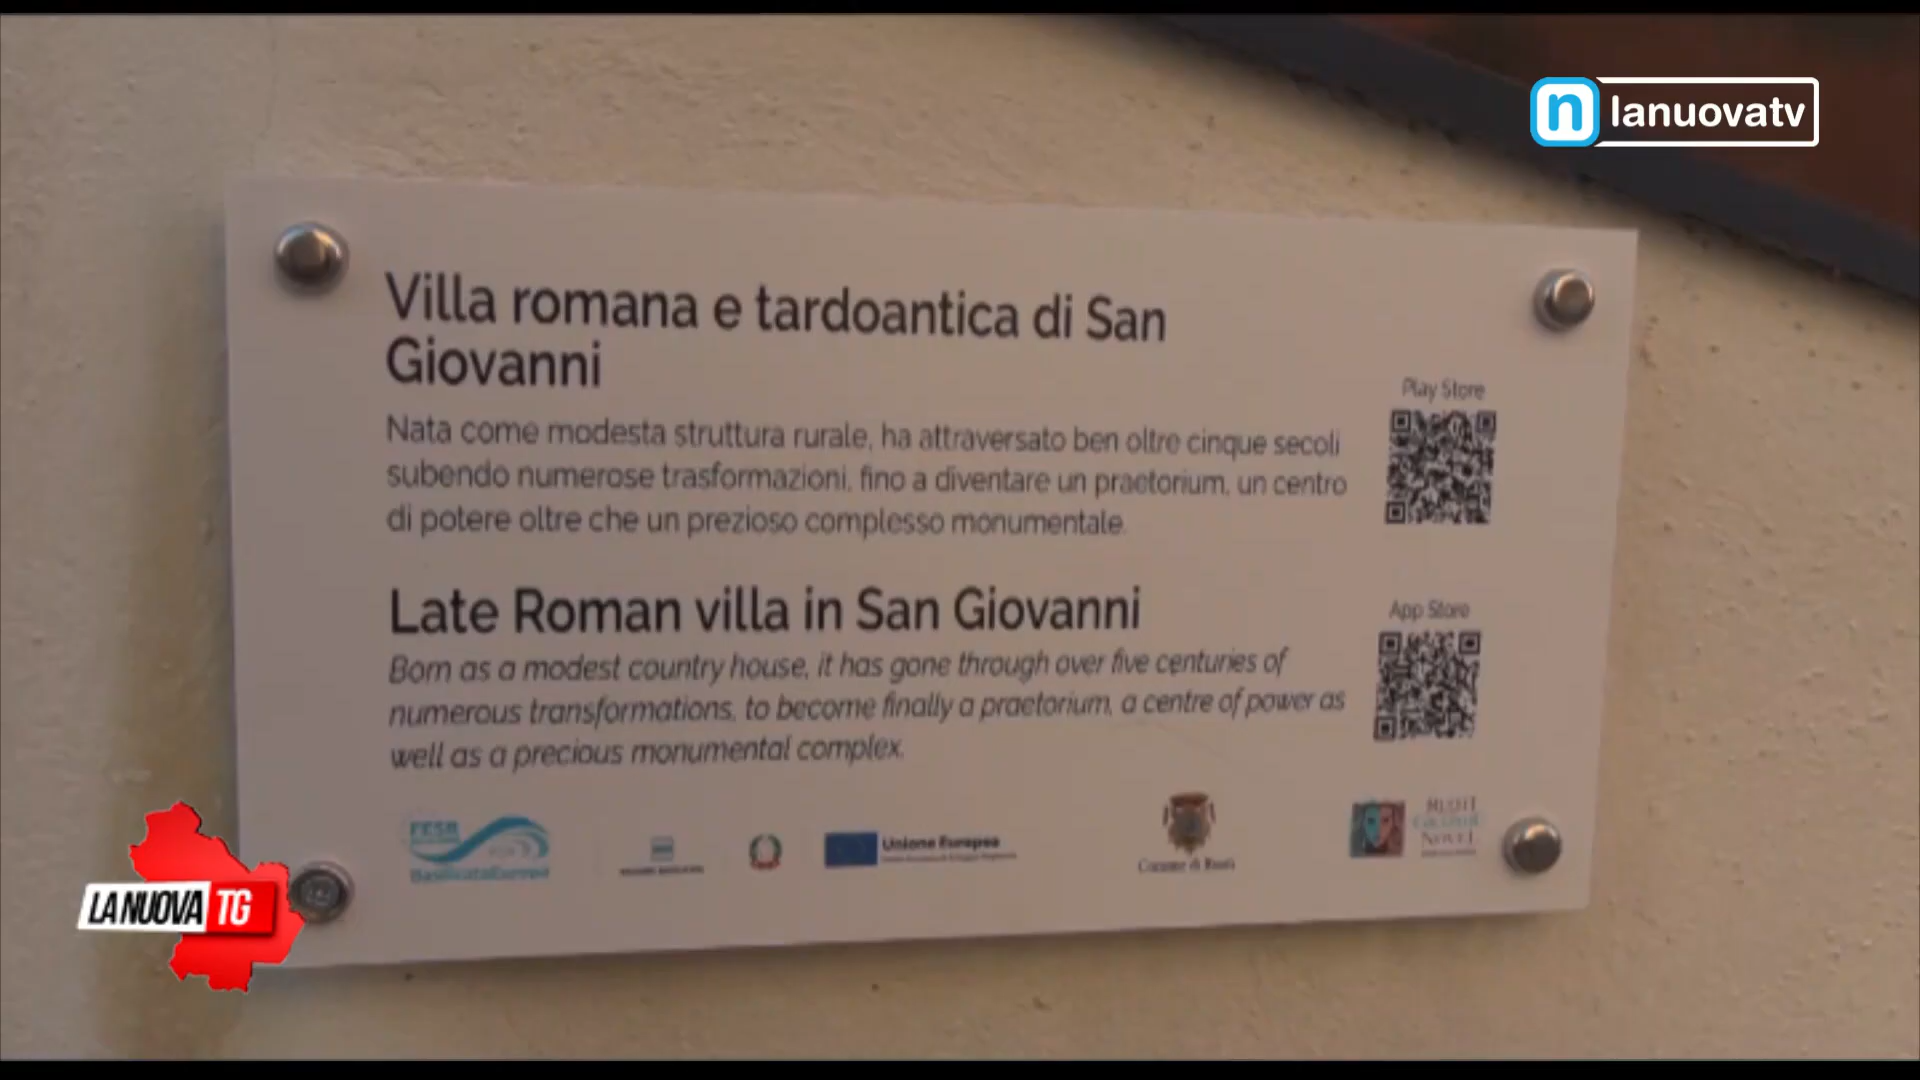 lanuovatv
Villa romana e tardoantica di San
Giovanni
Nata come modesta struttura rurale, ha attraversato ben oltre cinque secoli
subendo numerose trasformazioni, fino a diventare un praetorium, un centro
di potere oltre che un prezioso complesso monumentale.
Play Store
Late Roman villa in San Giovanni
Born as a modest country house, it has gone through over five centuries of
numerous transformations, to become finally a praetorium, a centre of power as
well as a precious monumental complex.
App Store
FESR
BasilicataEuropa
Unione Europea
Comune di Ruoti
LA NUOVA TG